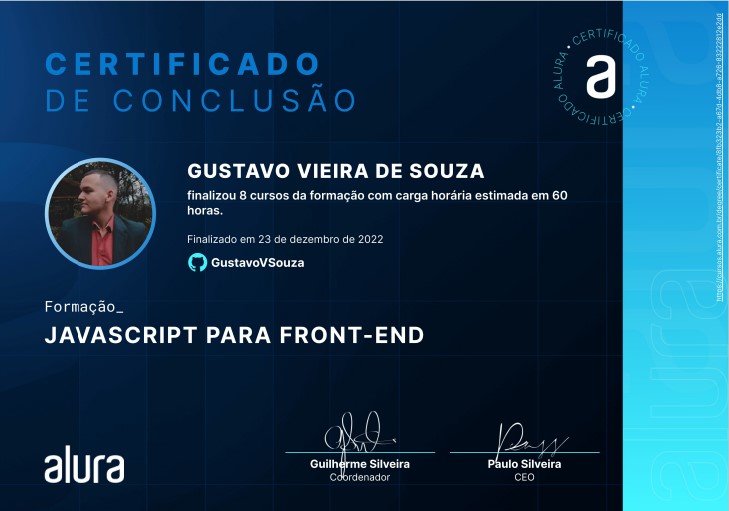 CERTIFICADO
DE CONCLUSÃO
CERTIFICADO ALURA • CERTIFICADO ALURA •
a
GUSTAVO VIEIRA DE SOUZA
finalizou 8 cursos da formação com carga horária estimada em 60
horas.
Finalizado em 23 de dezembro de 2022
GustavoVSouza
Formação_
JAVASCRIPT PARA FRONT-END
alura
Guilherme Silveira
Coordenador
Paulo Silveira
CEO